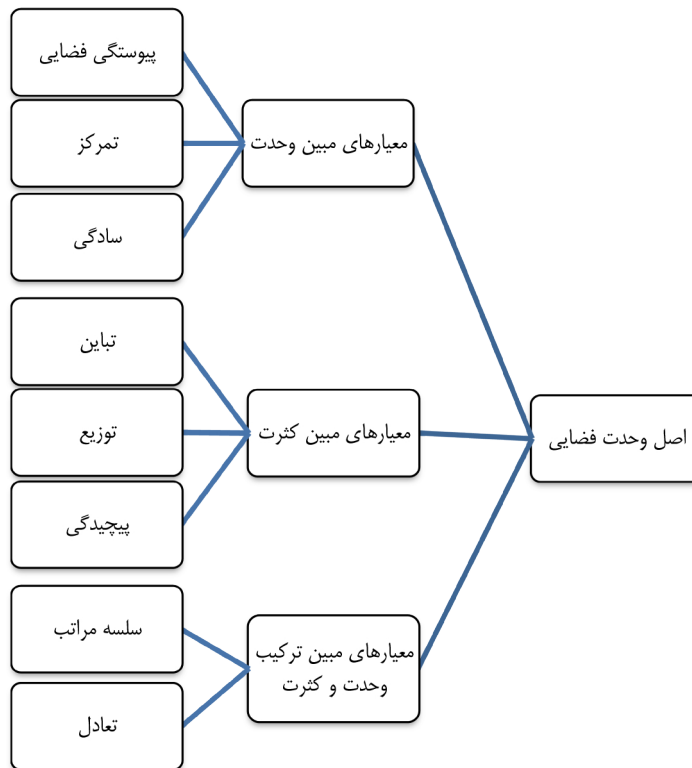 اصل وحدت فضایی
معیارهای مبین وحدت
پیوستگی فضایی
تمرکز
سادگی
معیارهای مبین کثرت
تباین
توزیع
پیچیدگی
معیارهای مبین ترکیب
وحدت و کثرت
سلسه مراتب
تعادل